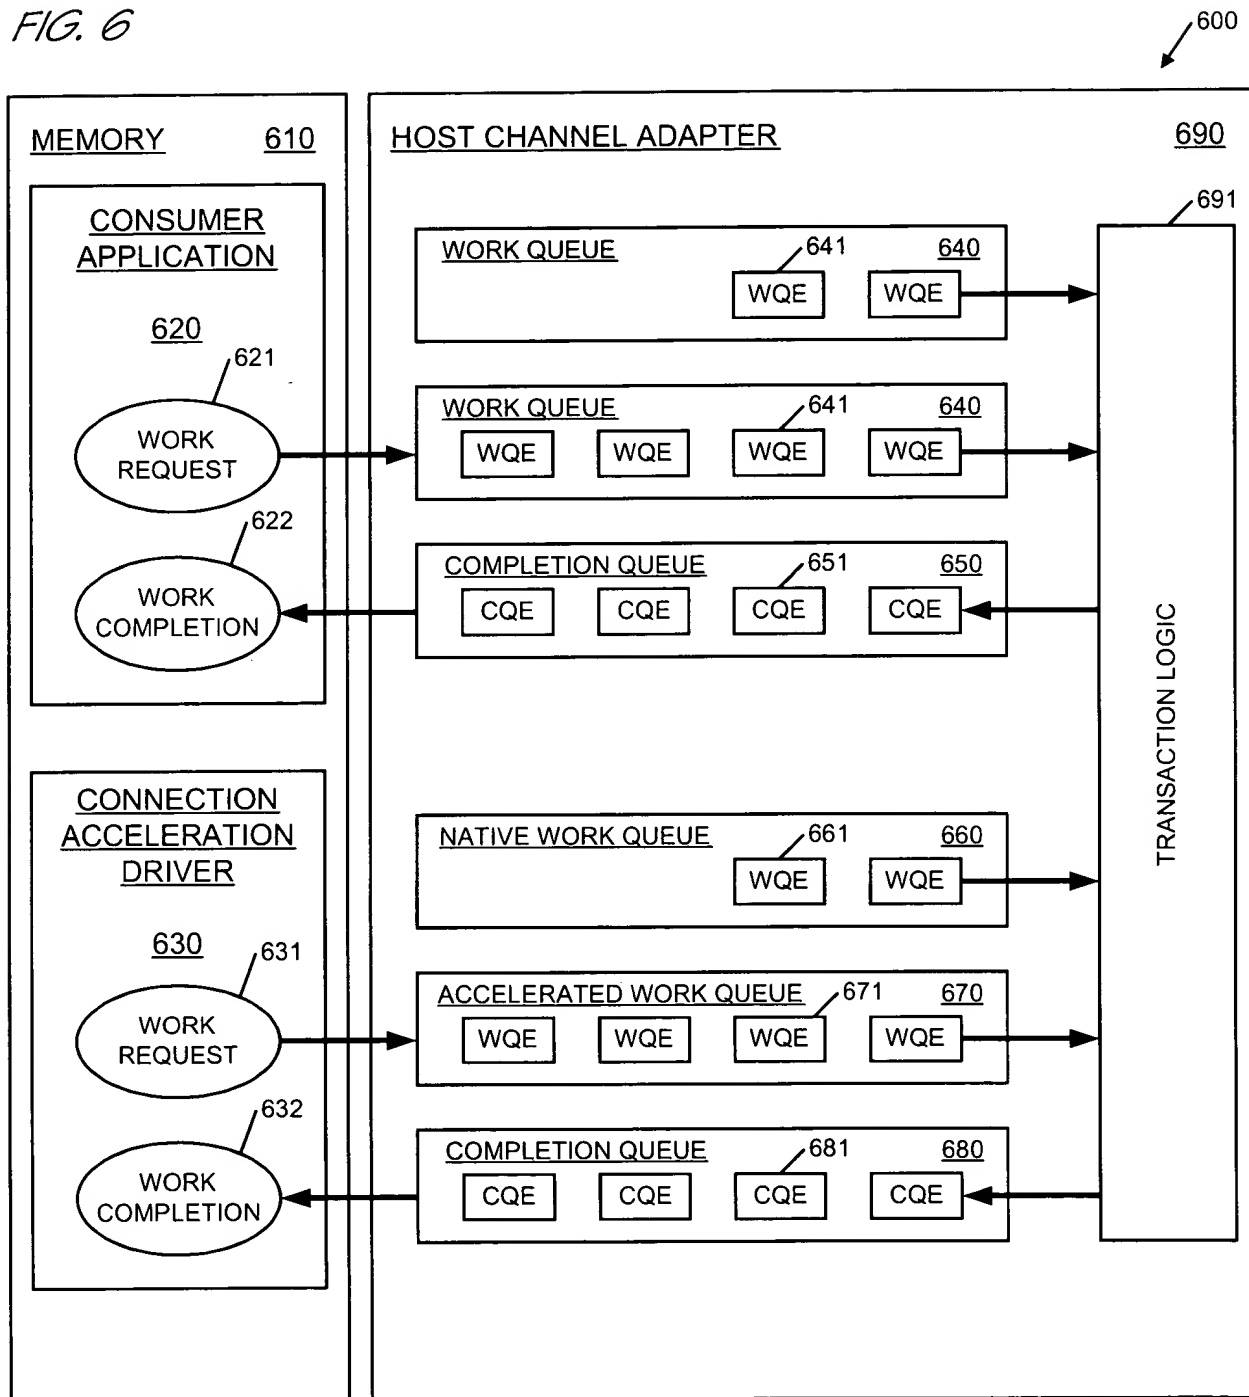 FIG. 6
600
MEMORY 610
HOST CHANNEL ADAPTER 690
CONSUMER
APPLICATION
620
621
WORK
REQUEST
622
WORK
COMPLETION
CONNECTION
ACCELERATION
DRIVER
630
631
WORK
REQUEST
632
WORK
COMPLETION
WORK QUEUE 641 640
WQE WQE
WORK QUEUE 641 640
WQE WQE WQE WQE
COMPLETION QUEUE 651 650
CQE CQE CQE CQE
NATIVE WORK QUEUE 661 660
WQE WQE
ACCELERATED WORK QUEUE 671 670
WQE WQE WQE WQE
COMPLETION QUEUE 681 680
CQE CQE CQE CQE
691
TRANSACTION LOGIC